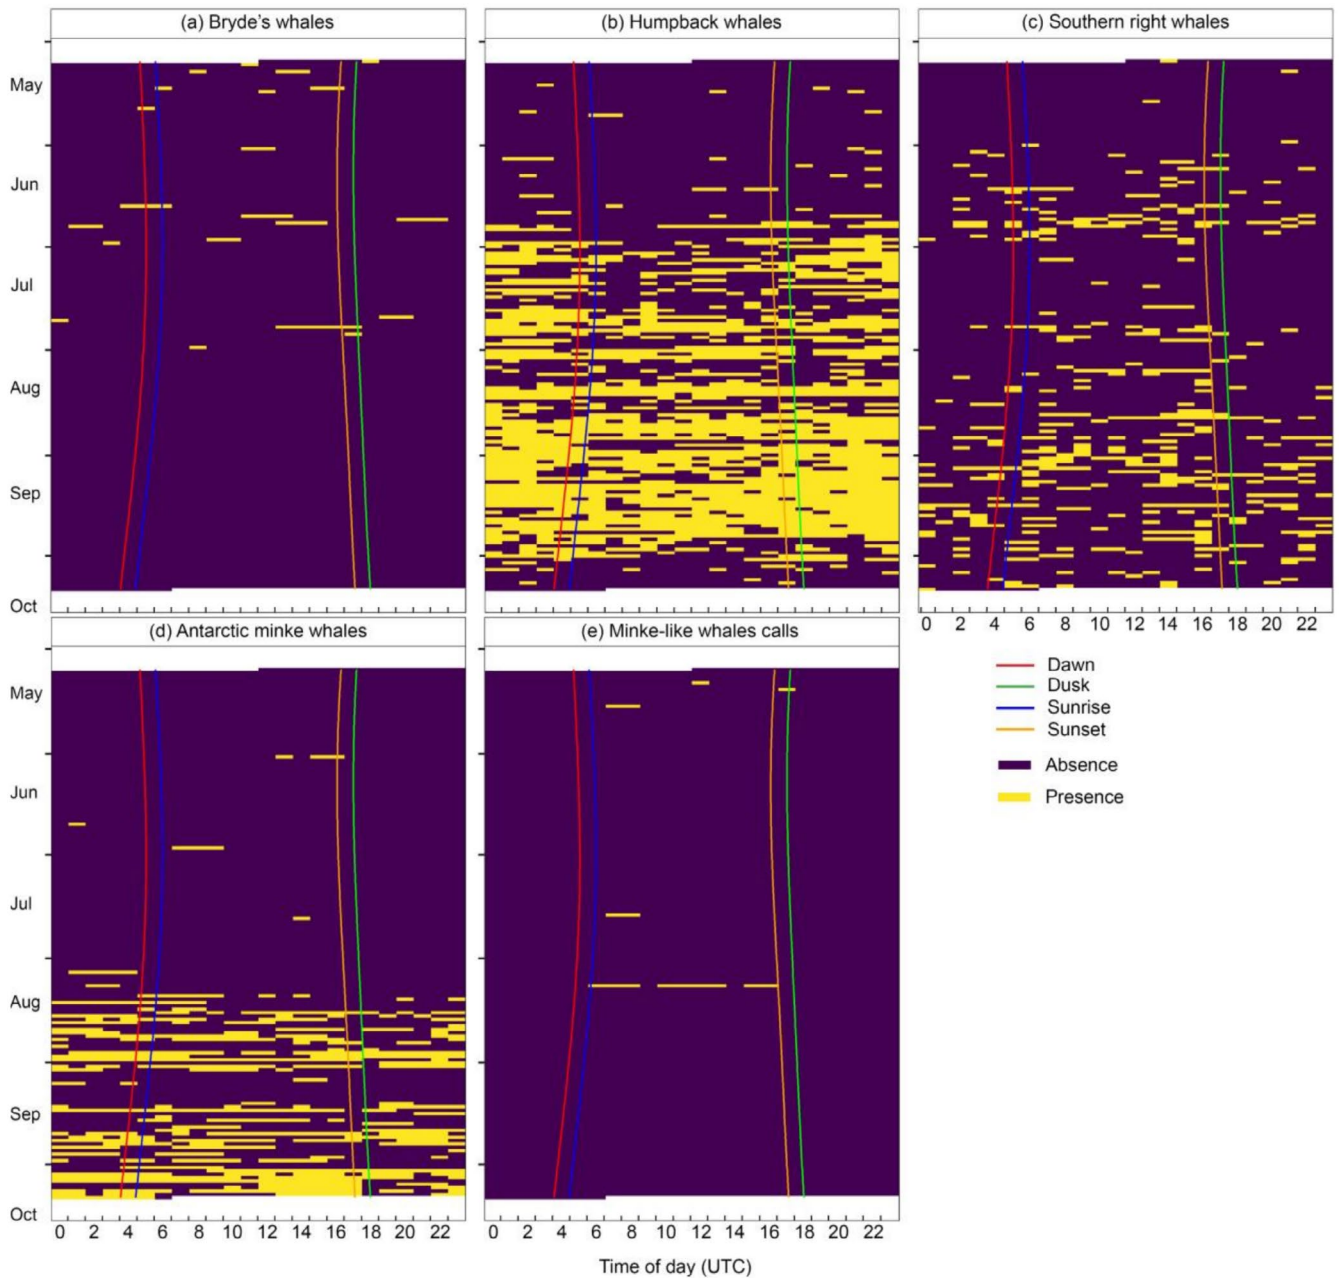 (a) Bryde's whales
(b) Humpback whales
(c) Southern right whales
May
Jun
Jul
Aug
Sep
Oct
0 2 4 6 8 10 12 14 16 18 20 22
(d) Antarctic minke whales
(e) Minke-like whales calls
May
Jun
Jul
Aug
Sep
Oct
0 2 4 6 8 10 12 14 16 18 20 22
0 2 4 6 8 10 12 14 16 18 20 22
Dawn
Dusk
Sunrise
Sunset
Absence
Presence
Time of day (UTC)